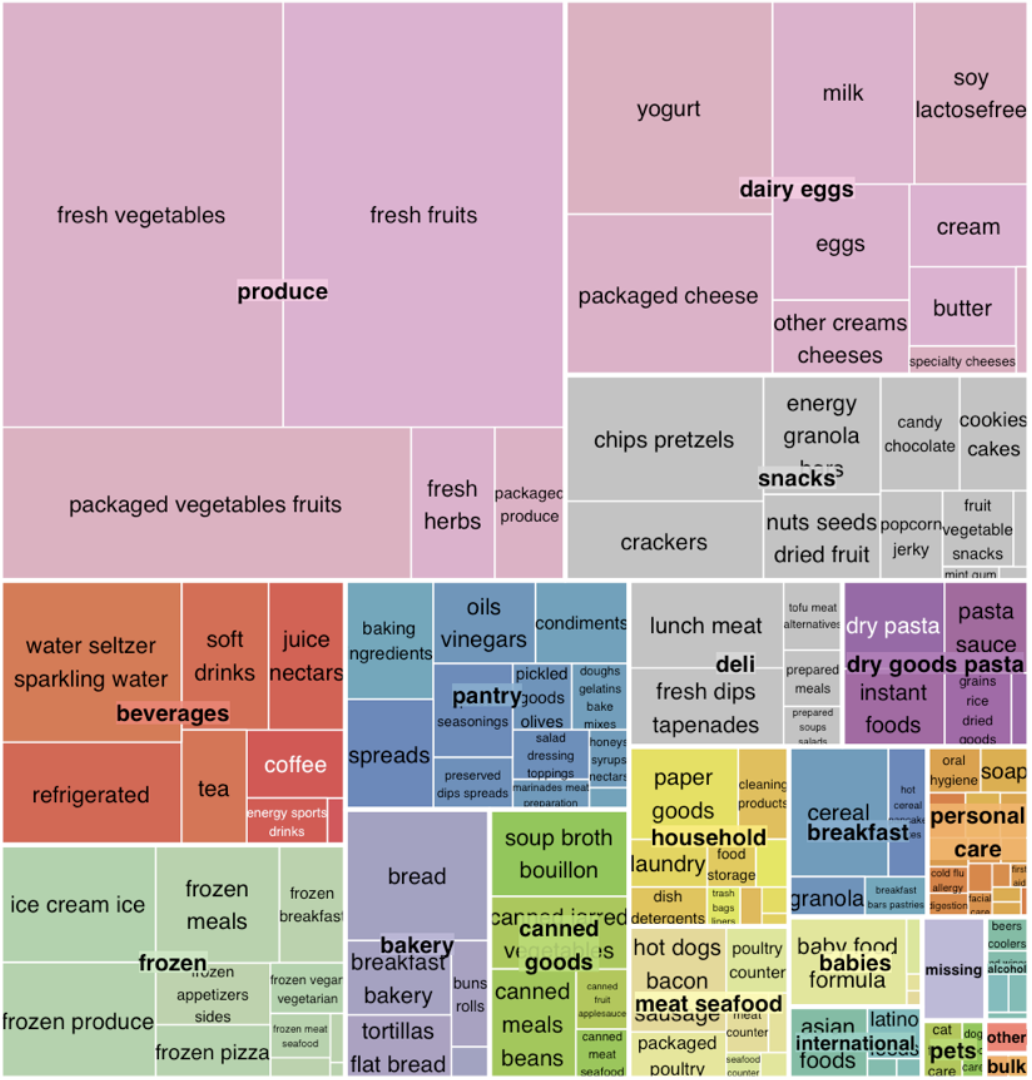 fresh vegetables
fresh fruits
produce
packaged vegetables fruits
fresh
herbs
packaged
produce
yogurt
milk
soy
lactosefree
dairy eggs
packaged cheese
eggs
cream
other creams
cheeses
butter
specialty cheeses
chips pretzels
energy
granola
bars
candy
chocolate
cookies
cakes
snacks
crackers
nuts seeds
dried fruit
popcorn
jerky
fruit
vegetable
snacks
mint gum
water seltzer
sparkling water
soft
drinks
juice
nectars
beverages
refrigerated
tea
coffee
energy sports
drinks
baking
ngredients
oils
vinegars
condiments
pantry
spreads
seasonings
pickled
goods
olives
doughs
gelatins
bake
mixes
preserved
dips spreads
salad
dressing
toppings
honeys
syrups
nectars
marinades meat
preparation
lunch meat
tofu meat
alternatives
deli
fresh dips
tapenades
prepared
meals
prepared
soups
salads
dry pasta
pasta
sauce
dry goods pasta
instant
foods
grains
rice
dried
goods
ice cream ice
frozen
meals
frozen
breakfast
frozen
frozen produce
frozen
appetizers
sides
frozen vegan
vegetarian
frozen pizza
frozen meat
seafood
bread
bakery
breakfast
bakery
buns
rolls
tortillas
flat bread
soup broth
bouillon
canned jarred
vegetables
canned
goods
canned
meals
beans
canned
fruit
applesauce
canned
meat
seafood
paper
goods
cleaning
products
household
laundry
food
storage
dish
detergents
trash
bags
liners
cereal
hot
cereal
breakfast
granola
breakfast
bars pastries
oral
hygiene
soap
personal
care
cold flu
allergy
digestion
facial
care
first
aid
hot dogs
bacon
sausage
poultry
counter
meat seafood
meat
counter
packaged
poultry
seafood
counter
baby food
formula
babies
missing
beers
coolers
alcohol
asian
foods
latino
foods
international
cat
care
dog
care
pets
other
bulk